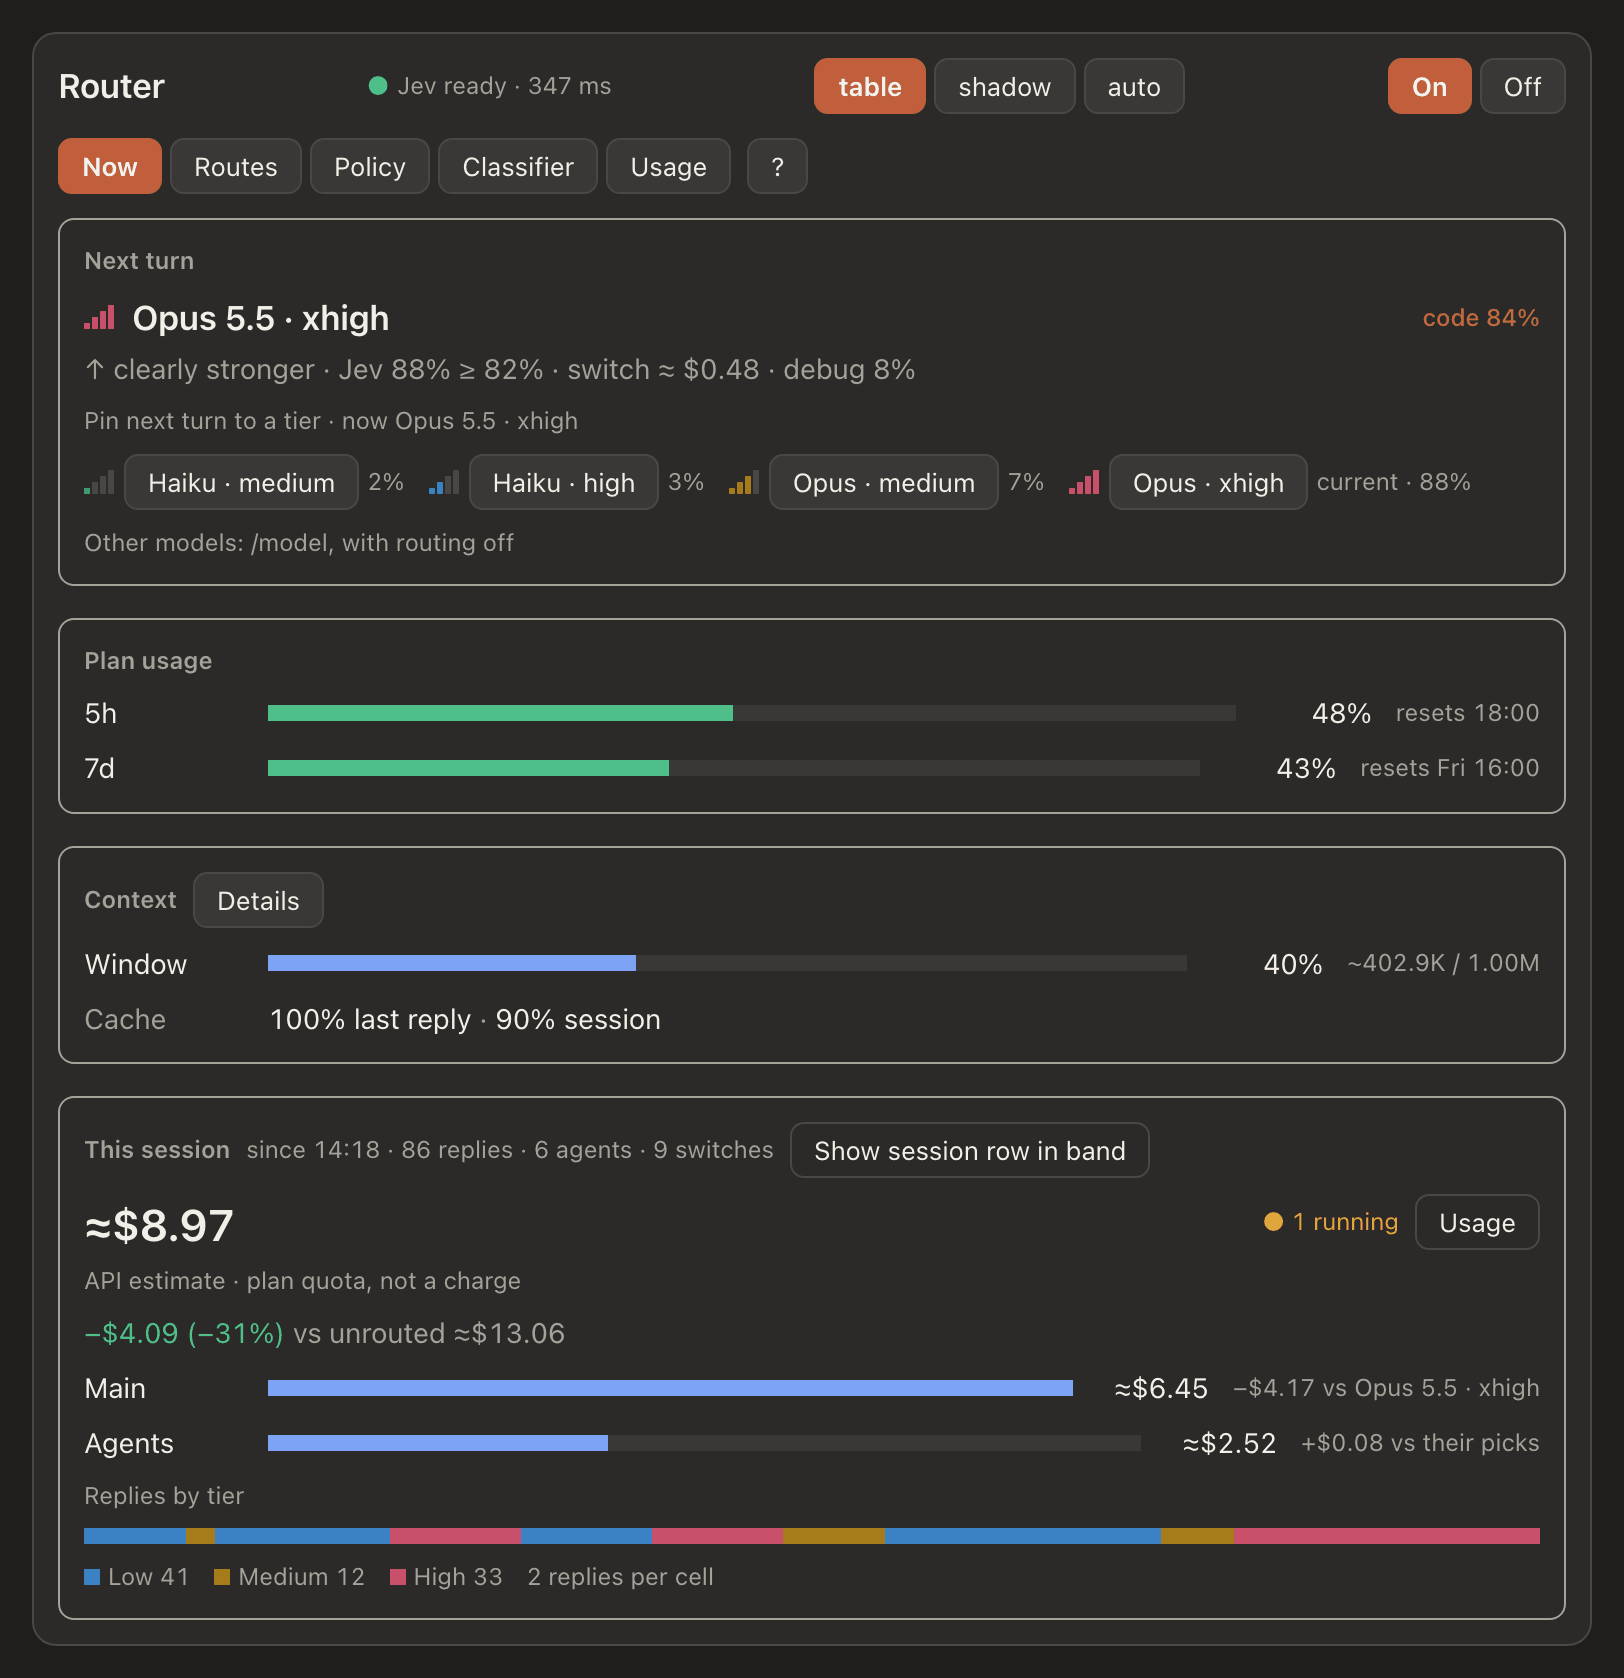 Router
Jev ready · 347 ms
table shadow auto
On Off
Now Routes Policy Classifier Usage ?
Next turn
Opus 5.5 · xhigh
code 84%
↑ clearly stronger · Jev 88% ≥ 82% · switch ≈ $0.48 · debug 8%
Pin next turn to a tier · now Opus 5.5 · xhigh
Haiku · medium 2% Haiku · high 3% Opus · medium 7% Opus · xhigh current · 88%
Other models: /model, with routing off
Plan usage
5h 48% resets 18:00
7d 43% resets Fri 16:00
Context Details
Window 40% ~402.9K / 1.00M
Cache 100% last reply · 90% session
This session since 14:18 · 86 replies · 6 agents · 9 switches Show session row in band
≈$8.97
1 running Usage
API estimate · plan quota, not a charge
−$4.09 (−31%) vs unrouted ≈$13.06
Main ≈$6.45 −$4.17 vs Opus 5.5 · xhigh
Agents ≈$2.52 +$0.08 vs their picks
Replies by tier
Low 41 Medium 12 High 33 2 replies per cell